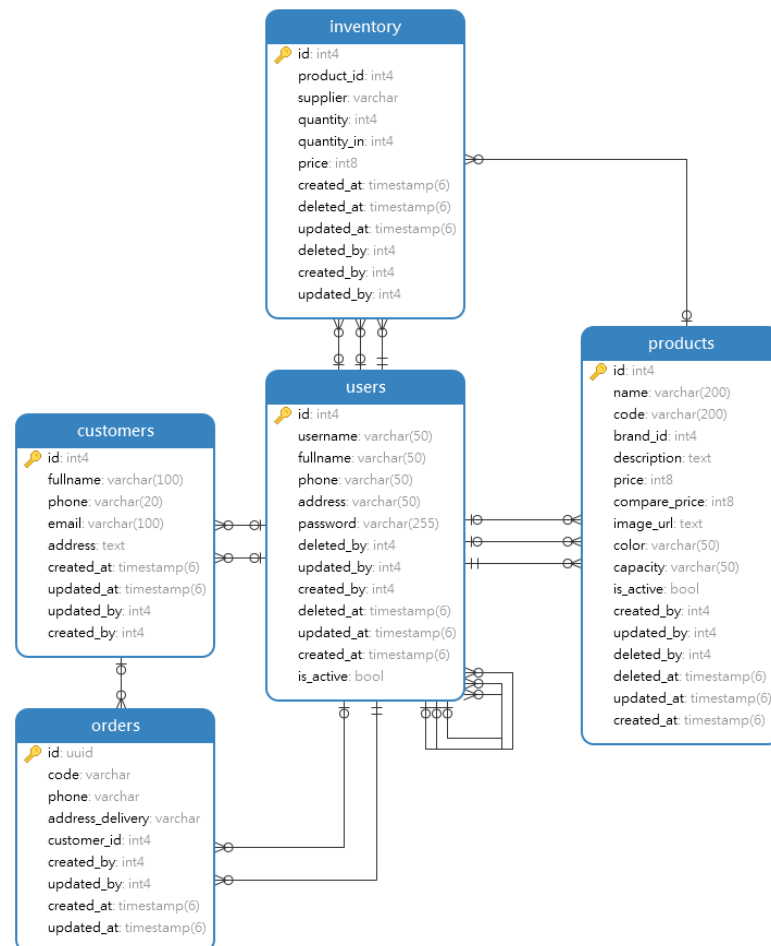 inventory
id: int4
product_id: int4
supplier: varchar
quantity: int4
quantity_in: int4
price: int8
created_at: timestamp(6)
deleted_at: timestamp(6)
updated_at: timestamp(6)
deleted_by: int4
created_by: int4
updated_by: int4
products
id: int4
name: varchar(200)
code: varchar(200)
brand_id: int4
description: text
price: int8
compare_price: int8
image_url: text
color: varchar(50)
capacity: varchar(50)
is_active: bool
created_by: int4
updated_by: int4
deleted_by: int4
deleted_at: timestamp(6)
updated_at: timestamp(6)
created_at: timestamp(6)
users
id: int4
username: varchar(50)
fullname: varchar(50)
phone: varchar(50)
address: varchar(50)
password: varchar(255)
deleted_by: int4
updated_by: int4
created_by: int4
deleted_at: timestamp(6)
updated_at: timestamp(6)
created_at: timestamp(6)
is_active: bool
customers
id: int4
fullname: varchar(100)
phone: varchar(20)
email: varchar(100)
address: text
created_at: timestamp(6)
updated_at: timestamp(6)
updated_by: int4
created_by: int4
orders
id: uuid
code: varchar
phone: varchar
address_delivery: varchar
customer_id: int4
created_by: int4
updated_by: int4
created_at: timestamp(6)
updated_at: timestamp(6)